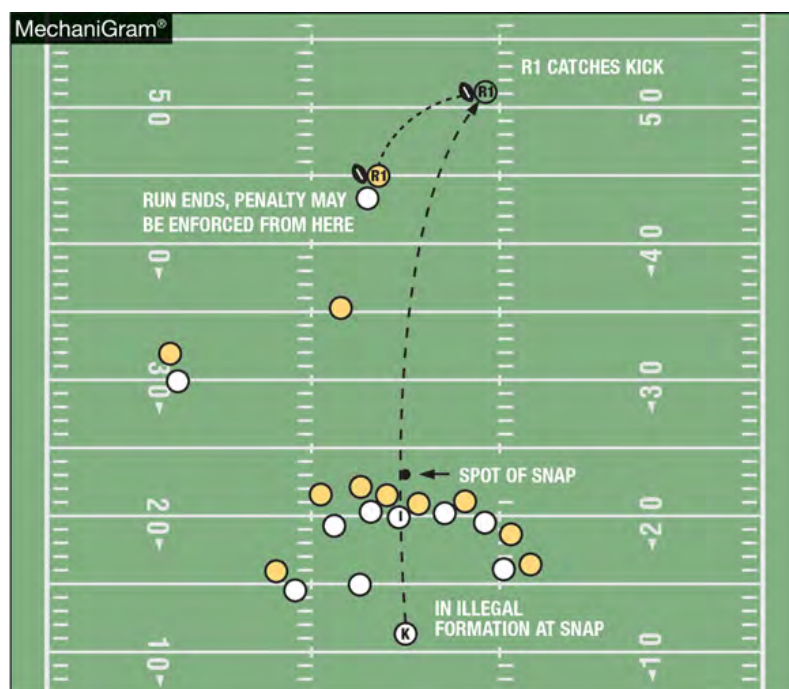 MechaniGram®
R1 CATCHES KICK
R1
50
50
R1
RUN ENDS, PENALTY MAY
BE ENFORCED FROM HERE
0
40
30
30
SPOT OF SNAP
20
I
20
IN ILLEGAL
FORMATION AT SNAP
K
10
10